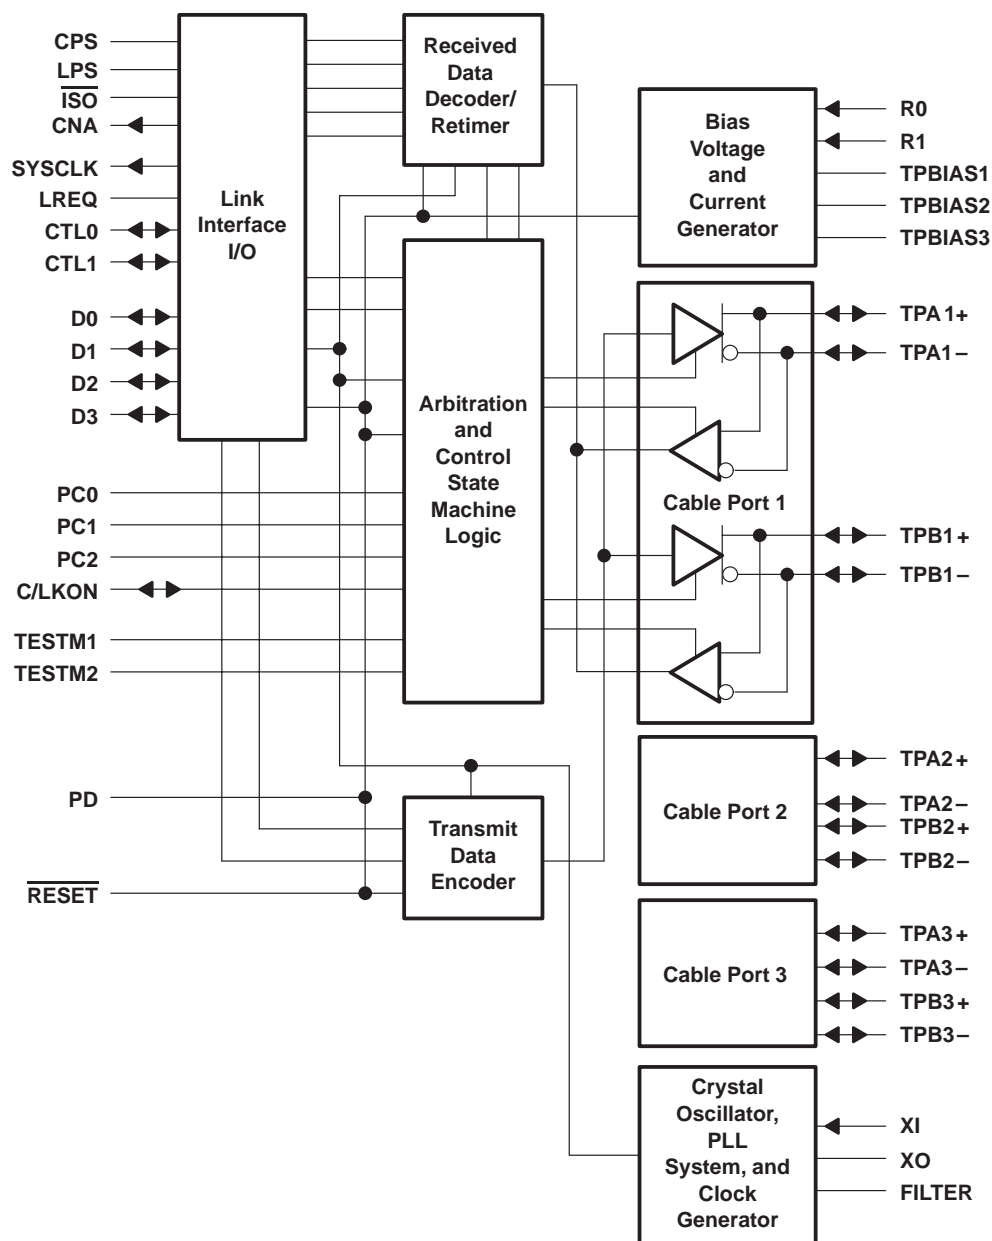 CPS
LPS
ISO
CNA
SYSCLK
LREQ
CTL0
CTL1
D0
D1
D2
D3
PC0
PC1
PC2
C/LKON
TESTM1
TESTM2
PD
RESET
Link
Interface
I/O
Received
Data
Decoder/
Retimer
Arbitration
and
Control
State
Machine
Logic
Transmit
Data
Encoder
Bias
Voltage
and
Current
Generator
Cable Port 1
Cable Port 2
Cable Port 3
Crystal
Oscillator,
PLL
System, and
Clock
Generator
R0
R1
TPBIAS1
TPBIAS2
TPBIAS3
TPA1+
TPA1−
TPB1+
TPB1−
TPA2+
TPA2−
TPB2+
TPB2−
TPA3+
TPA3−
TPB3+
TPB3−
XI
XO
FILTER